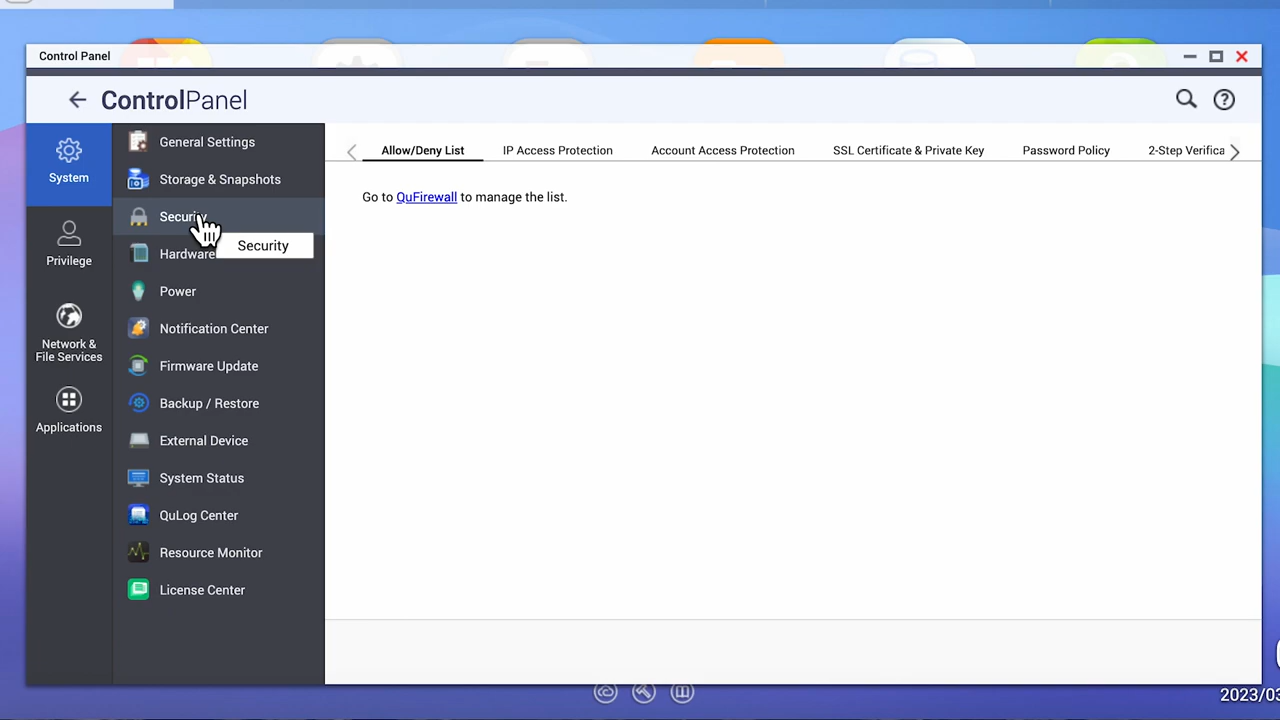 Control Panel
ControlPanel
System
Privilege
Network &
File Services
Applications
General Settings
Storage & Snapshots
Security
Security
Hardware
Power
Notification Center
Firmware Update
Backup / Restore
External Device
System Status
QuLog Center
Resource Monitor
License Center
Allow/Deny List
IP Access Protection
Account Access Protection
SSL Certificate & Private Key
Password Policy
2-Step Verifica
Go to QuFirewall to manage the list.
2023/03